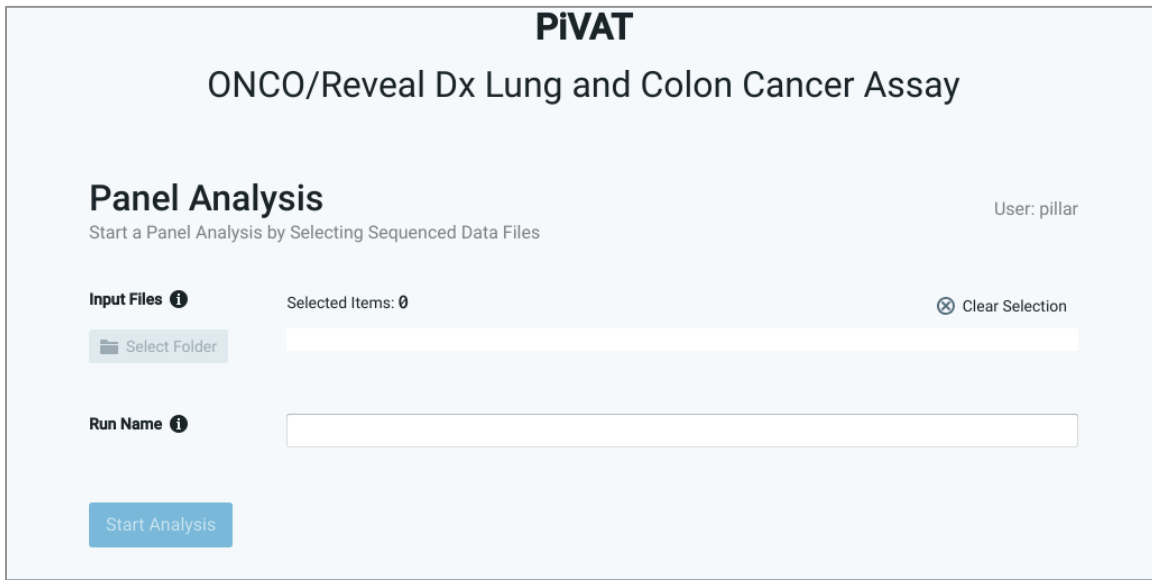 PiVAT
ONCO/Reveal Dx Lung and Colon Cancer Assay
Panel Analysis
User: pillar
Start a Panel Analysis by Selecting Sequenced Data Files
Input Files
Selected Items: 0
Clear Selection
Select Folder
Run Name
Start Analysis